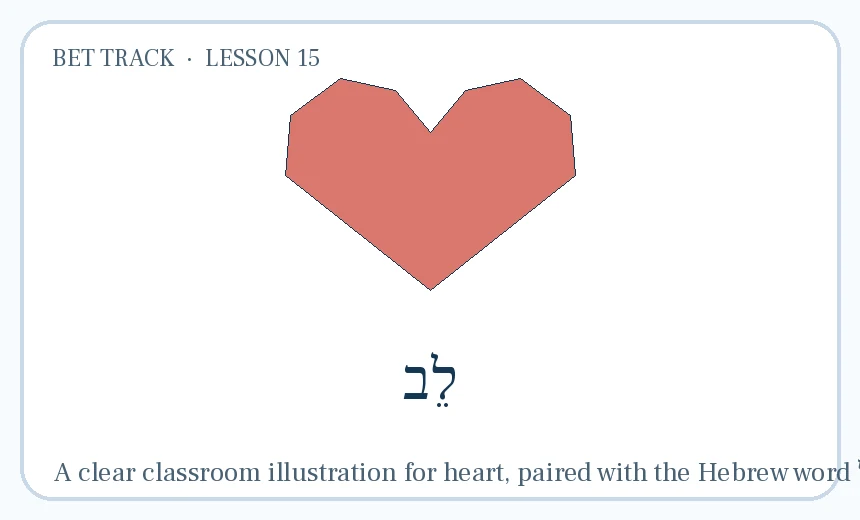 BET TRACK · LESSON 15
לֵב
A clear classroom illustration for heart, paired with the Hebrew word